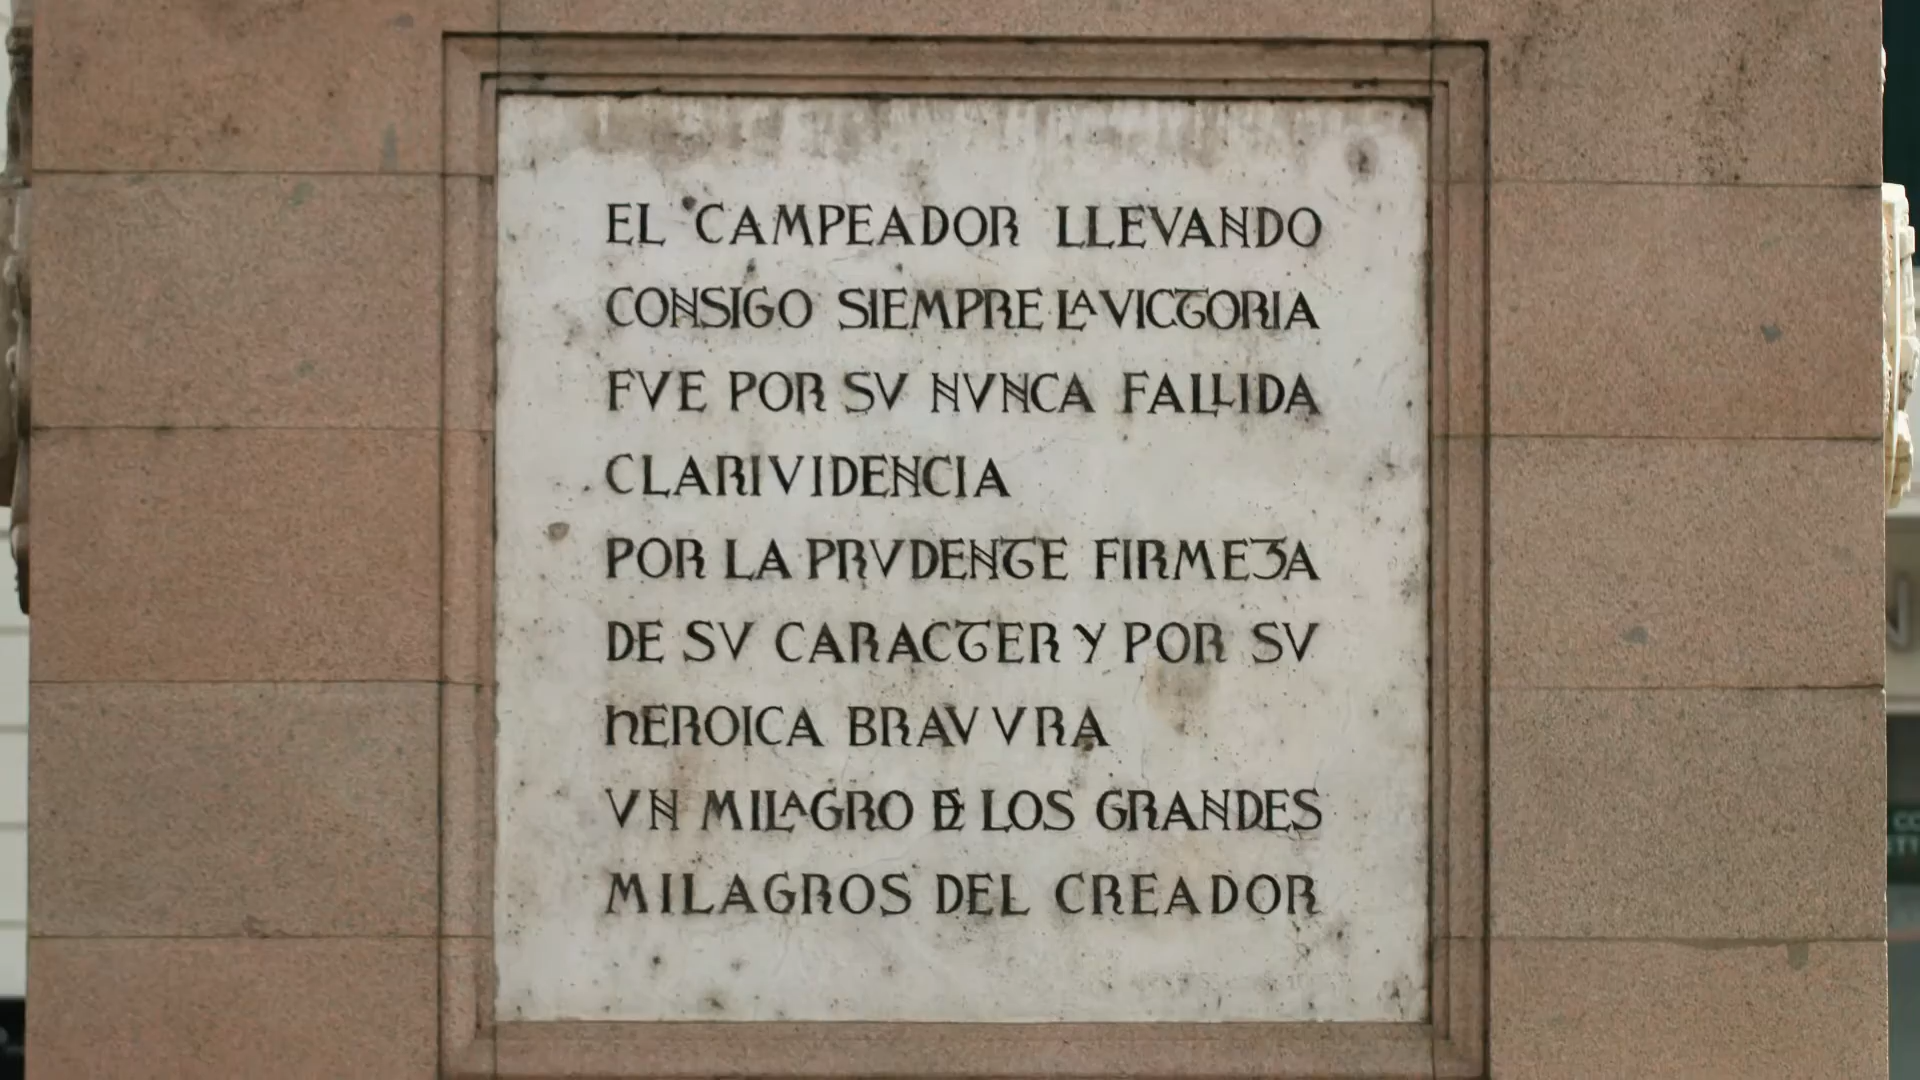 EL CAMPEADOR LLEVANDO
CONSIGO SIEMPRE LA VICTORIA
FVE POR SV NVNCA FALLIDA
CLARIVIDENCIA
POR LA PRVDENTE FIRMEZA
DE SV CARACTER Y POR SV
hEROICA BRAVVRA
VN MILAGRO DE LOS GRANDES
MILAGROS DEL CREADOR